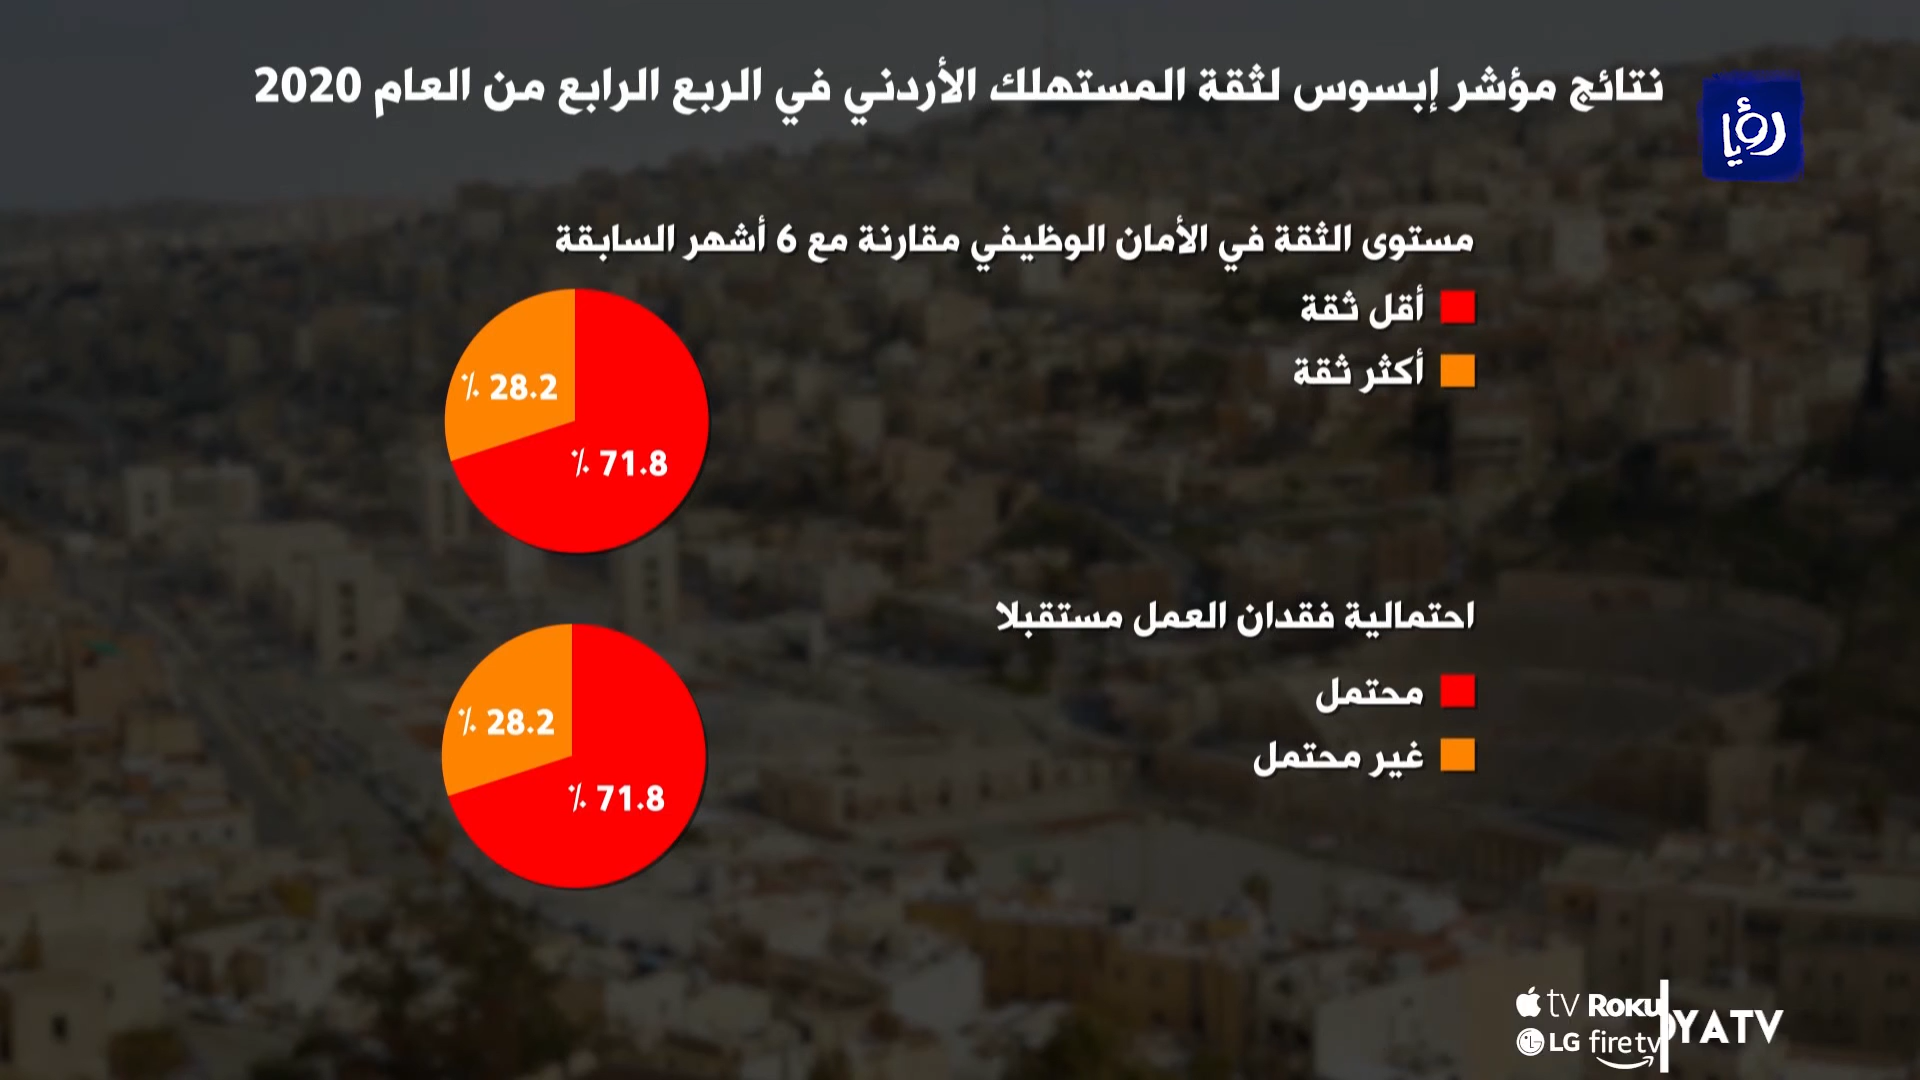 نتائج مؤشر إبسوس لثقة المستهلك الأردني في الربع الرابع من العام 2020
رؤيا
مستوى الثقة في الأمان الوظيفي مقارنة مع 6 أشهر السابقة
أقل ثقة
أكثر ثقة
28.2 ٪
71.8 ٪
احتمالية فقدان العمل مستقبلا
محتمل
غير محتمل
28.2 ٪
71.8 ٪
tv Roku
LG firetv
YATV